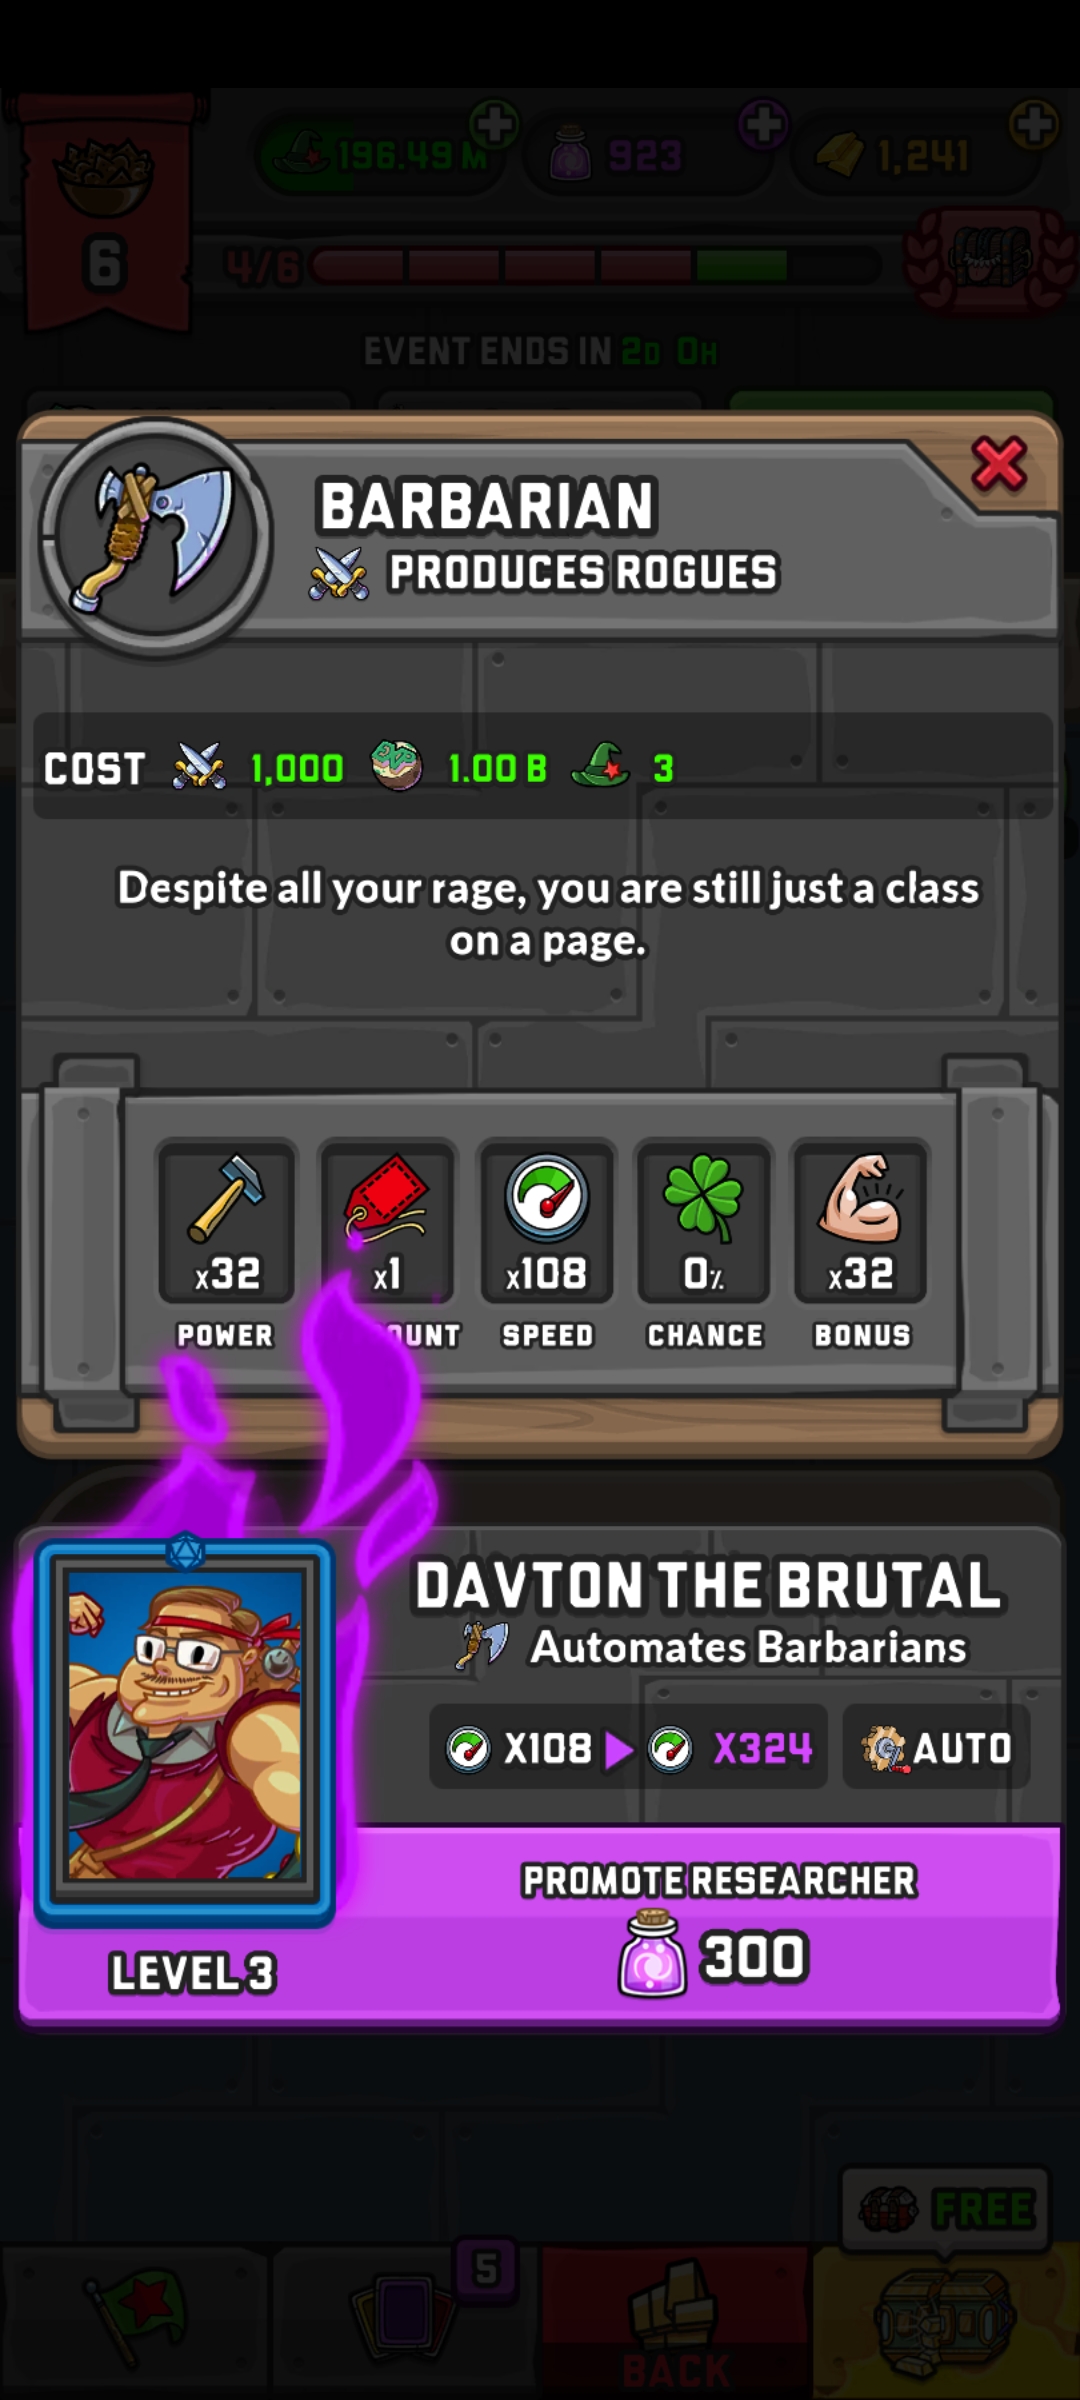 196.49 M 923 1,241
6
4/6
EVENT ENDS IN 2D 0H
BARBARIAN
PRODUCES ROGUES
COST 1,000 1.00 B 3
Despite all your rage, you are still just a class
on a page.
x32 x1 x108 0% x32
POWER OUNT SPEED CHANCE BONUS
DAVTON THE BRUTAL
Automates Barbarians
X108 X324 AUTO
PROMOTE RESEARCHER
300
LEVEL 3
FREE
5
BACK